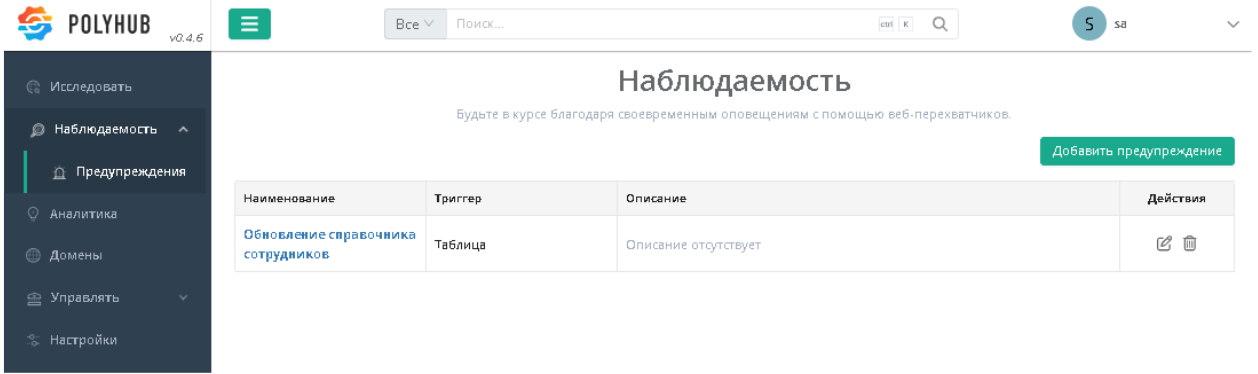 POLYHUB
v0.4.6
Все
Поиск...
ctrl K
S
sa
Исследовать
Наблюдаемость
Предупреждения
Аналитика
Домены
Управлять
Настройки
Наблюдаемость
Будьте в курсе благодаря своевременным оповещениям с помощью веб-перехватчиков.
Добавить предупреждение
Наименование Триггер Описание Действия
Обновление справочника
сотрудников
Таблица
Описание отсутствует